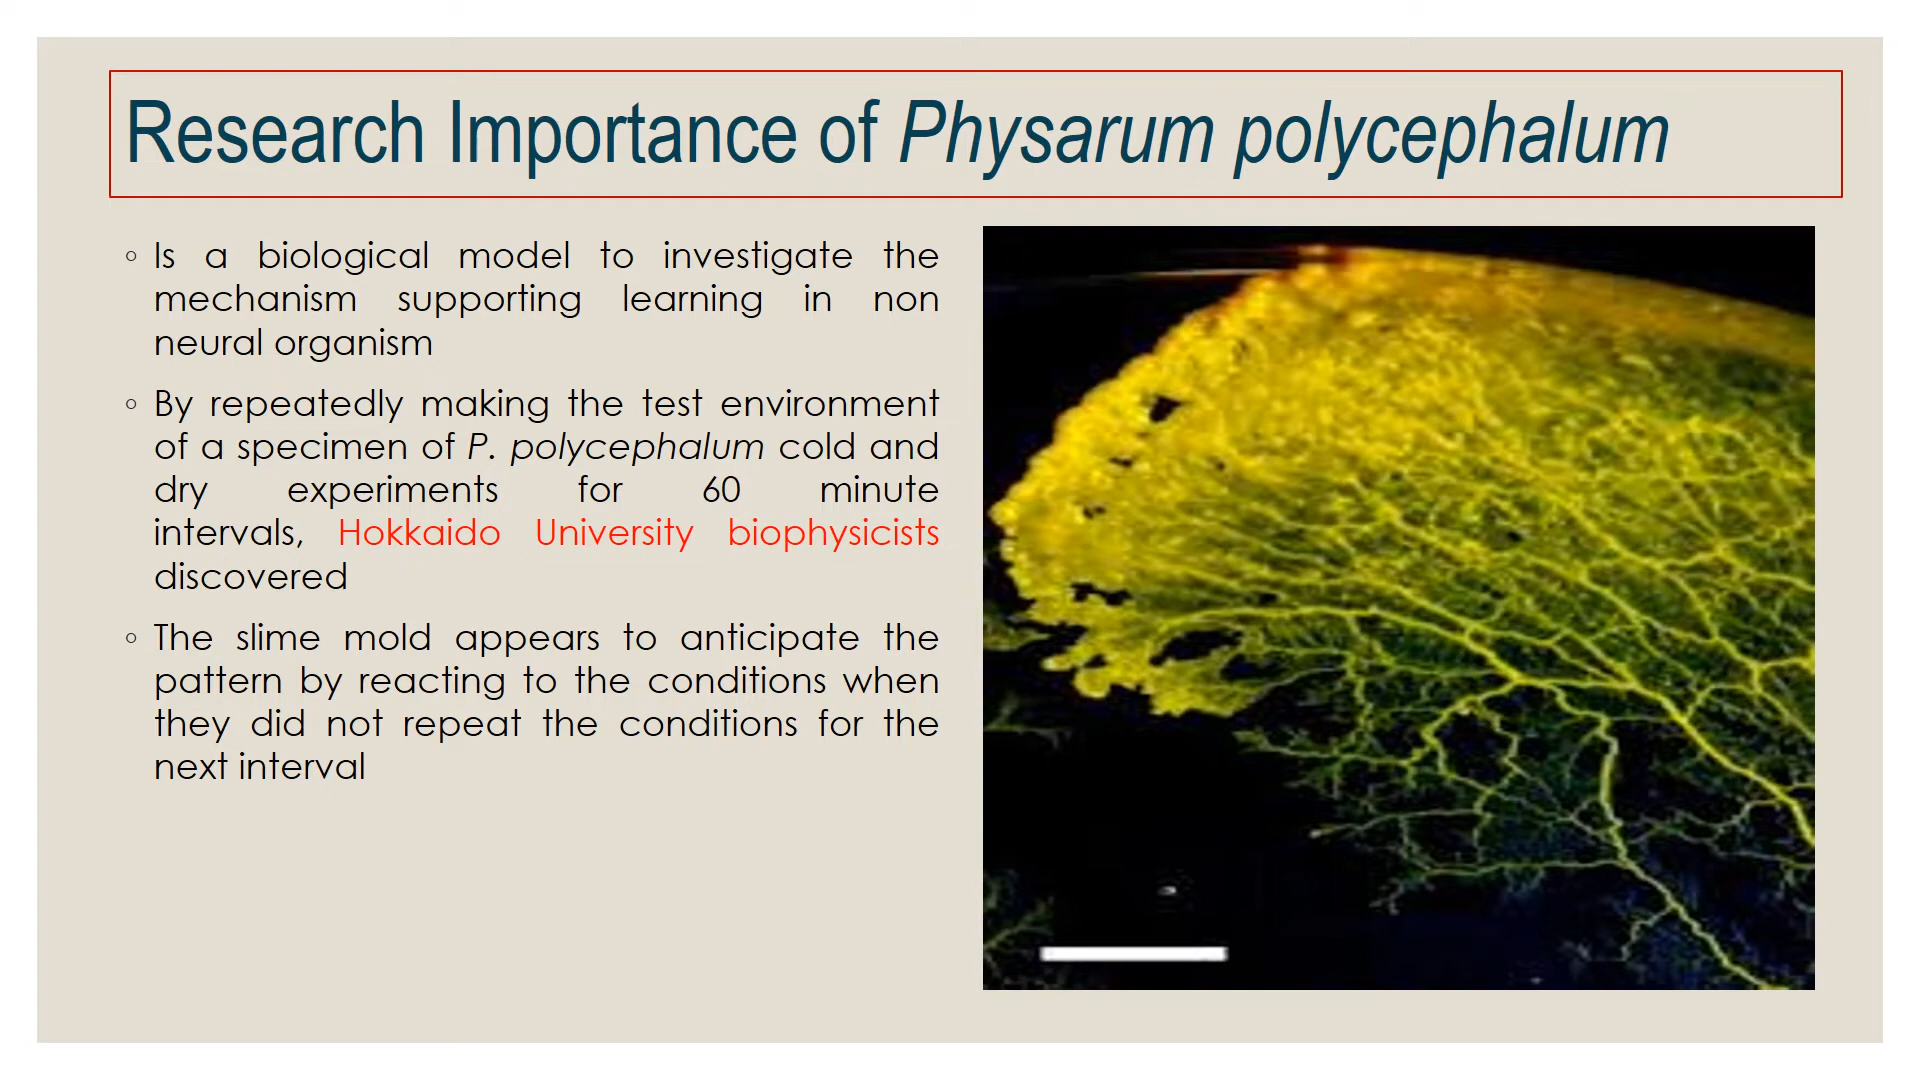 Research Importance of Physarum polycephalum
◦ Is a biological model to investigate the
mechanism supporting learning in non
neural organism
◦ By repeatedly making the test environment
of a specimen of P. polycephalum cold and
dry experiments for 60 minute
intervals, Hokkaido University biophysicists
discovered
◦ The slime mold appears to anticipate the
pattern by reacting to the conditions when
they did not repeat the conditions for the
next interval